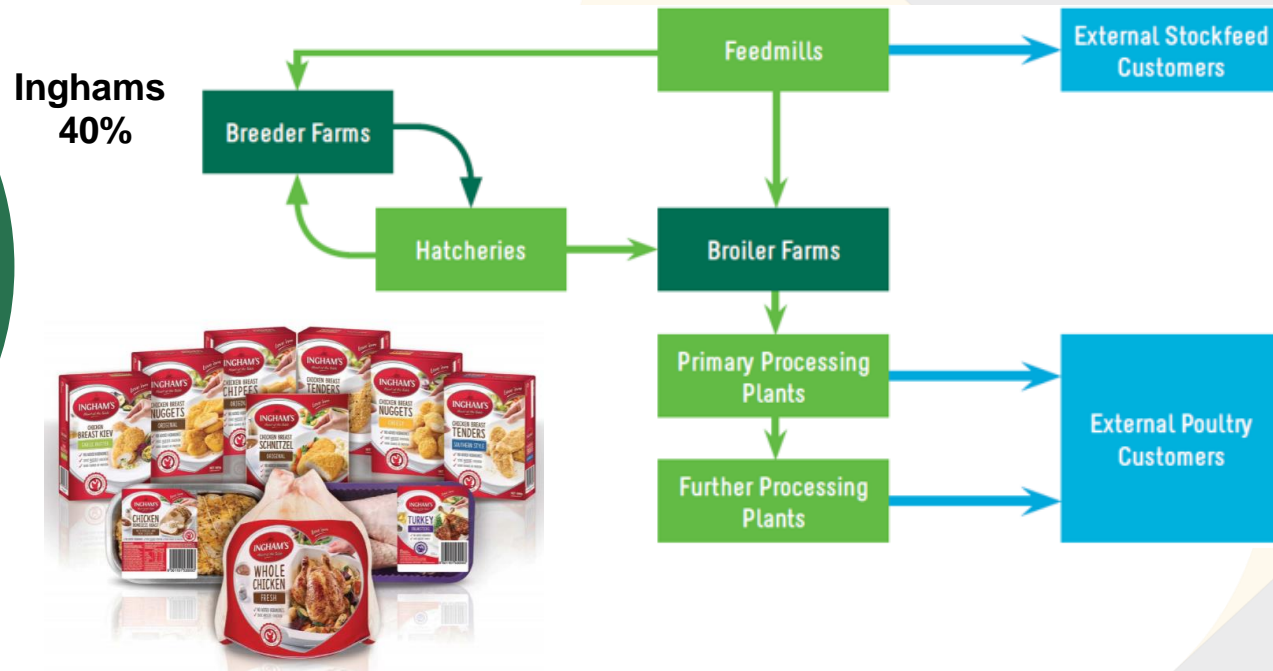 Inghams
40%
Feedmills
External Stockfeed
Customers
Breeder Farms
Hatcheries
Broiler Farms
Primary Processing
Plants
Further Processing
Plants
External Poultry
Customers
INGHAM'S
CHICKEN
BREAST KIEV
INGHAM'S
CHICKEN BREAST
NUGGETS
ORIGINAL
INGHAM'S
CHICKEN BREAST
CHIPEES
INGHAM'S
CHICKEN BREAST
TENDERS
INGHAM'S
CHICKEN BREAST
NUGGETS
INGHAM'S
CHICKEN BREAST
TENDERS
SOUTHERN STYLE
INGHAM'S
CHICKEN BREAST
SCHNITZEL
ORIGINAL
INGHAM'S
CHICKEN
INGHAM'S
TURKEY
INGHAM'S
WHOLE
CHICKEN
FRESH